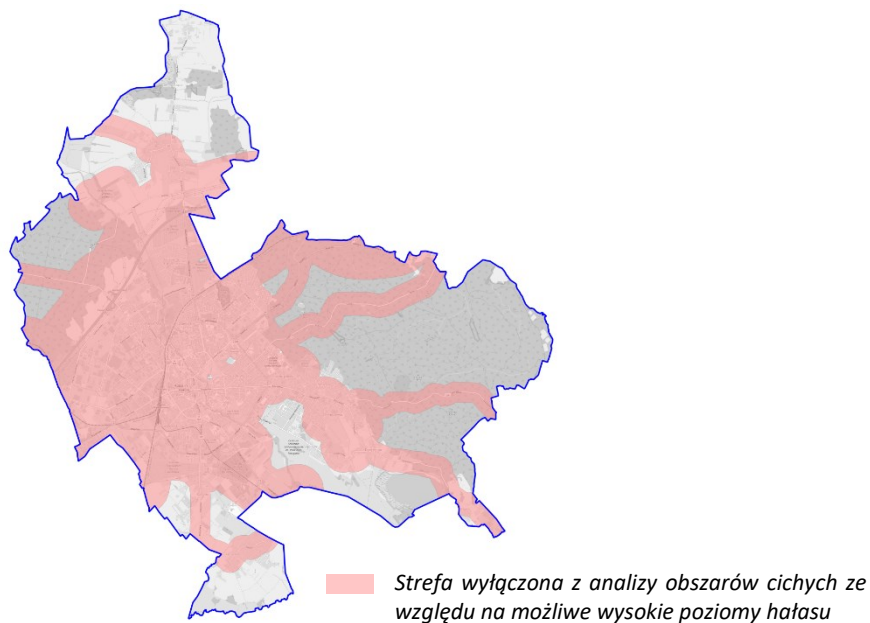 Strefa wyłączona z analizy obszarów cichych ze
względu na możliwe wysokie poziomy hałasu